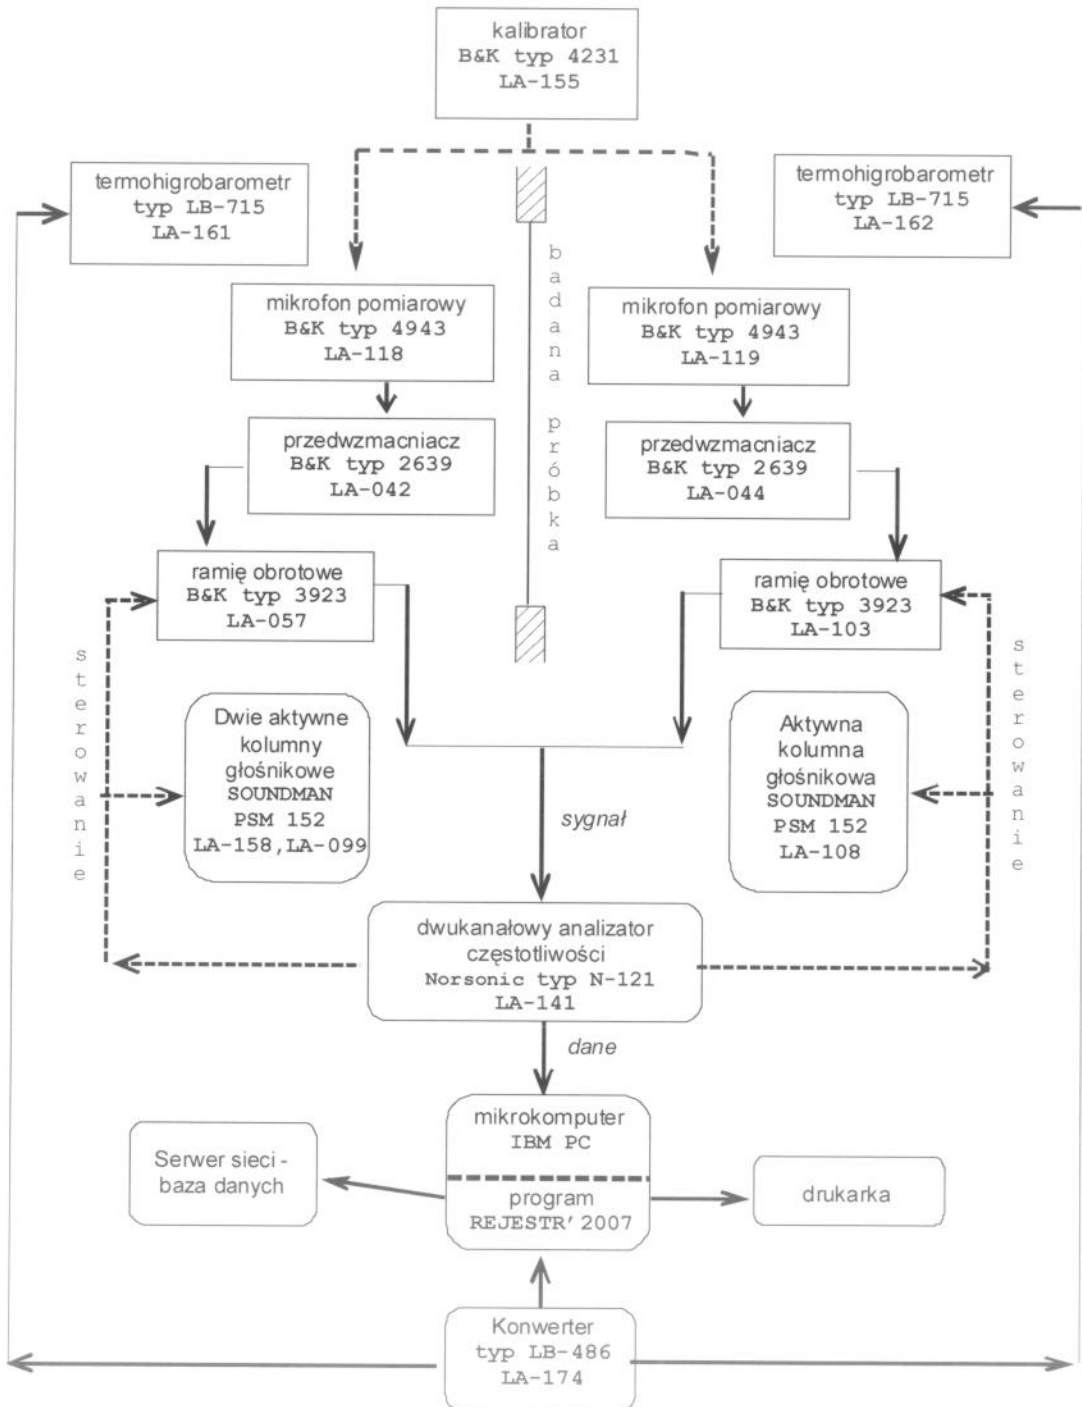 kalibrator
B&K typ 4231
LA-155
termohigrobarometr
typ LB-715
LA-161
termohigrobarometr
typ LB-715
LA-162
badana próbka
mikrofon pomiarowy
B&K typ 4943
LA-118
mikrofon pomiarowy
B&K typ 4943
LA-119
przedwzmacniacz
B&K typ 2639
LA-042
przedwzmacniacz
B&K typ 2639
LA-044
ramię obrotowe
B&K typ 3923
LA-057
ramię obrotowe
B&K typ 3923
LA-103
sterowanie
sterowanie
Dwie aktywne
kolumny
głośnikowe
SOUNDMAN
PSM 152
LA-158,LA-099
Aktywna
kolumna
głośnikowa
SOUNDMAN
PSM 152
LA-108
sygnał
dwukanałowy analizator
częstotliwości
Norsonic typ N-121
LA-141
dane
mikrokomputer
IBM PC
program
REJESTR'2007
Serwer sieci -
baza danych
drukarka
Konwerter
typ LB-486
LA-174